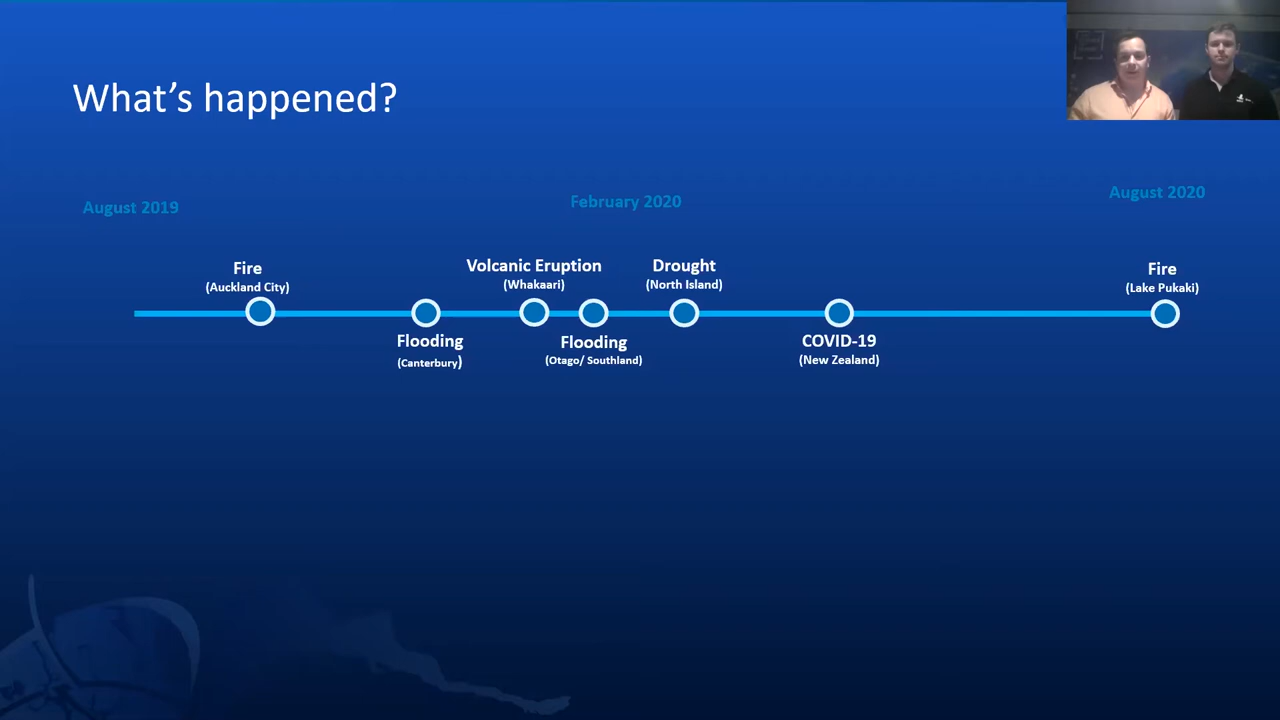 What's happened?
August 2019
February 2020
August 2020
Fire
(Auckland City)
Flooding
(Canterbury)
Volcanic Eruption
(Whakaari)
Flooding
(Otago/ Southland)
Drought
(North Island)
COVID-19
(New Zealand)
Fire
(Lake Pukaki)